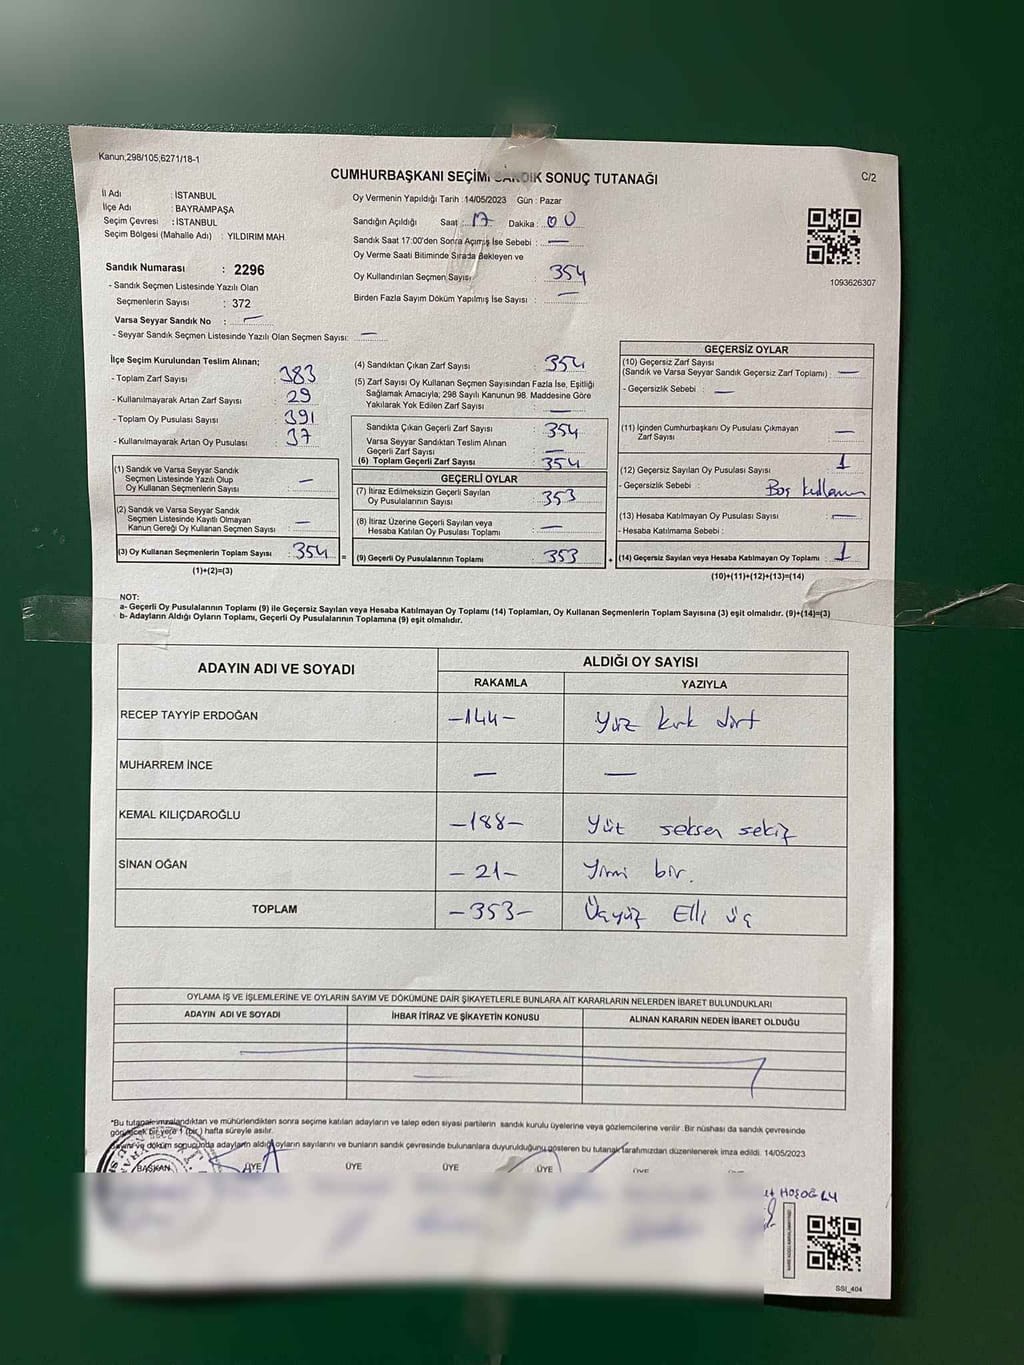 Kanun;298/105;6271/18-1
CUMHURBAŞKANI SEÇİMİ SANDIK SONUÇ TUTANAĞI
C/2
İl Adı : İSTANBUL
İlçe Adı : BAYRAMPAŞA
Seçim Çevresi : İSTANBUL
Seçim Bölgesi (Mahalle Adı) : YILDIRIM MAH
Oy Vermenin Yapıldığı Tarih :14/05/2023 Gün : Pazar
Sandığın Açıldığı Saat : 17 Dakika : 00
Sandık Saat 17:00'den Sonra Açımış İse Sebebi : —
Oy Verme Saati Bitiminde Sırada Bekleyen ve
Oy Kullandırılan Seçmen Sayısı : 354
Birden Fazla Sayım Döküm Yapılmış İse Sayısı : —
1093626307
Sandık Numarası : 2296
- Sandık Seçmen Listesinde Yazılı Olan
Seçmenlerin Sayısı : 372
Varsa Seyyar Sandık No : —
- Seyyar Sandık Seçmen Listesinde Yazılı Olan Seçmen Sayısı: —
İlçe Seçim Kurulundan Teslim Alınan;
- Toplam Zarf Sayısı : 383
- Kullanılmayarak Artan Zarf Sayısı : 29
- Toplam Oy Pusulası Sayısı : 391
- Kullanılmayarak Artan Oy Pusulası : 37
(4) Sandıktan Çıkan Zarf Sayısı : 354
(5) Zarf Sayısı Oy Kullanan Seçmen Sayısından Fazla İse, Eşitliği
Sağlamak Amacıyla; 298 Sayılı Kanunun 98. Maddesine Göre
Yakılarak Yok Edilen Zarf Sayısı : —
Sandıkta Çıkan Geçerli Zarf Sayısı : 354
Varsa Seyyar Sandıktan Teslim Alınan
Geçerli Zarf Sayısı : —
(6) Toplam Geçerli Zarf Sayısı : 354
GEÇERSİZ OYLAR
(10) Geçersiz Zarf Sayısı
(Sandık ve Varsa Seyyar Sandık Geçersiz Zarf Toplamı) : —
- Geçersizlik Sebebi : —
(11) İçinden Cumhurbaşkanı Oy Pusulası Çıkmayan
Zarf Sayısı : —
(12) Geçersiz Sayılan Oy Pusulası Sayısı : 1
- Geçersizlik Sebebi : Boş kullanım
(13) Hesaba Katılmayan Oy Pusulası Sayısı : —
- Hesaba Katılmama Sebebi :
(14) Geçersiz Sayılan veya Hesaba Katılmayan Oy Toplamı : 1
(10)+(11)+(12)+(13)=(14)
(1) Sandık ve Varsa Seyyar Sandık
Seçmen Listesinde Yazılı Olup
Oy Kullanan Seçmenlerin Sayısı : —
(2) Sandık ve Varsa Seyyar Sandık
Seçmen Listesinde Kayıtlı Olmayan
Kanun Gereği Oy Kullanan Seçmen Sayısı : —
(3) Oy Kullanan Seçmenlerin Toplam Sayısı : 354 =
(1)+(2)=(3)
GEÇERLİ OYLAR
(7) İtiraz Edilmeksizin Geçerli Sayılan
Oy Pusulalarının Sayısı : 353
(8) İtiraz Üzerine Geçerli Sayılan veya
Hesaba Katılan Oy Pusulaları Toplamı : —
(9) Geçerli Oy Pusulalarının Toplamı : 353 +
NOT:
a- Geçerli Oy Pusulalarının Toplamı (9) ile Geçersiz Sayılan veya Hesaba Katılmayan Oy Toplamı (14) Toplamları, Oy Kullanan Seçmenlerin Toplam Sayısına (3) eşit olmalıdır. (9)+(14)=(3)
b- Adayların Aldığı Oyların Toplamı, Geçerli Oy Pusulalarının Toplamına (9) eşit olmalıdır.
ADAYIN ADI VE SOYADI
ALDIĞI OY SAYISI
RAKAMLA YAZIYLA
RECEP TAYYİP ERDOĞAN -144- Yüz kırk dört
MUHARREM İNCE — —
KEMAL KILIÇDAROĞLU -188- Yüz seksen sekiz
SİNAN OĞAN -21- Yirmi bir.
TOPLAM -353- Üçyüz Elli üç
OYLAMA İŞ VE İŞLEMLERİNE VE OYLARIN SAYIM VE DÖKÜMÜNE DAİR ŞİKAYETLERLE BUNLARA AİT KARARLARIN NELERDEN İBARET BULUNDUKLARI
ADAYIN ADI VE SOYADI İHBAR İTİRAZ VE ŞİKAYETİN KONUSU ALINAN KARARIN NEDEN İBARET OLDUĞU
*Bu tutanak imzalandıktan ve mühürlendikten sonra seçime katılan adayların ve talep eden siyasi partilerin sandık kurulu üyelerine veya gözlemcilerine verilir. Bir nüshası da sandık çevresinde
görülecek bir yere 1 (bir ) hafta süreyle asılır.
Sayım ve döküm sonucunda adayların aldığı oyların sayılarını ve bunların sandık çevresinde bulunanlara duyurulduğunu gösteren bu tutanak tarafımızdan düzenlenerek imza edildi. 14/05/2023
BAŞKAN ÜYE ÜYE ÜYE ÜYE ÜYE
HOŞOĞLU
SSI_404